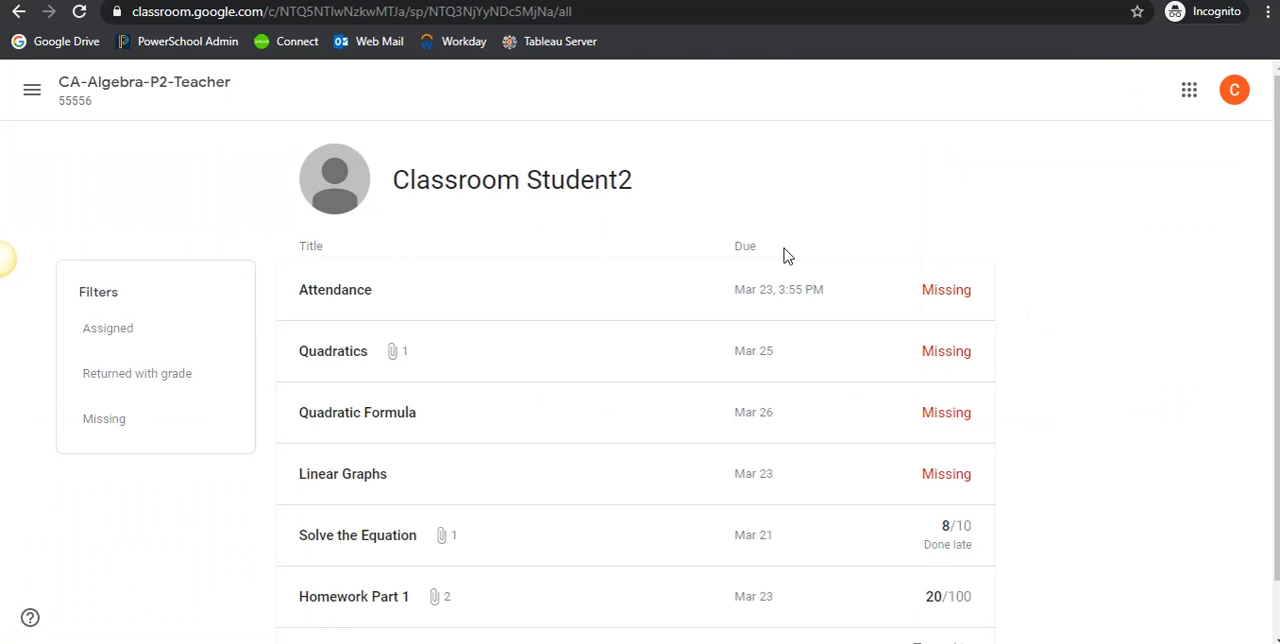 classroom.google.com/c/NTQ5NTIwNzkwMTJa/sp/NTQ3NjYyNDc5MjNa/all
Incognito
Google Drive PowerSchool Admin Connect Web Mail Workday Tableau Server
CA-Algebra-P2-Teacher
55556
C
Classroom Student2
Title Due
Filters
Assigned
Returned with grade
Missing
Attendance Mar 23, 3:55 PM Missing
Quadratics 1 Mar 25 Missing
Quadratic Formula Mar 26 Missing
Linear Graphs Mar 23 Missing
Solve the Equation 1 Mar 21 8/10
Done late
Homework Part 1 2 Mar 23 20/100